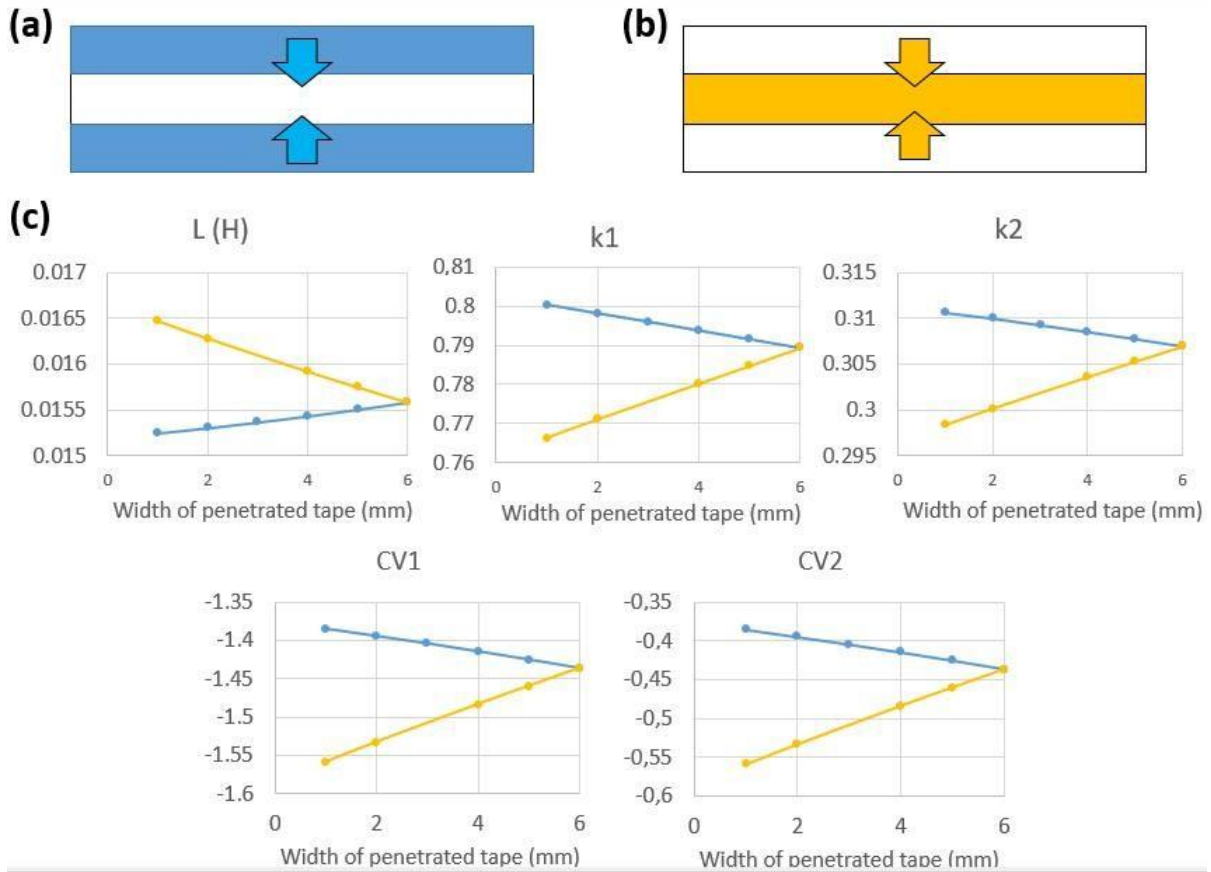 (a)
(b)
(c)
L (H)
0.017
0.0165
0.016
0.0155
0.015
0 2 4 6
Width of penetrated tape (mm)
k1
0,81
0.8
0.79
0.78
0.77
0.76
0 2 4 6
Width of penetrated tape (mm)
k2
0.315
0.31
0.305
0.3
0.295
0 2 4 6
Width of penetrated tape (mm)
CV1
-1.35
-1.4
-1.45
-1.5
-1.55
-1.6
0 2 4 6
Width of penetrated tape (mm)
CV2
-0,35
-0,4
-0,45
-0,5
-0,55
-0,6
0 2 4 6
Width of penetrated tape (mm)